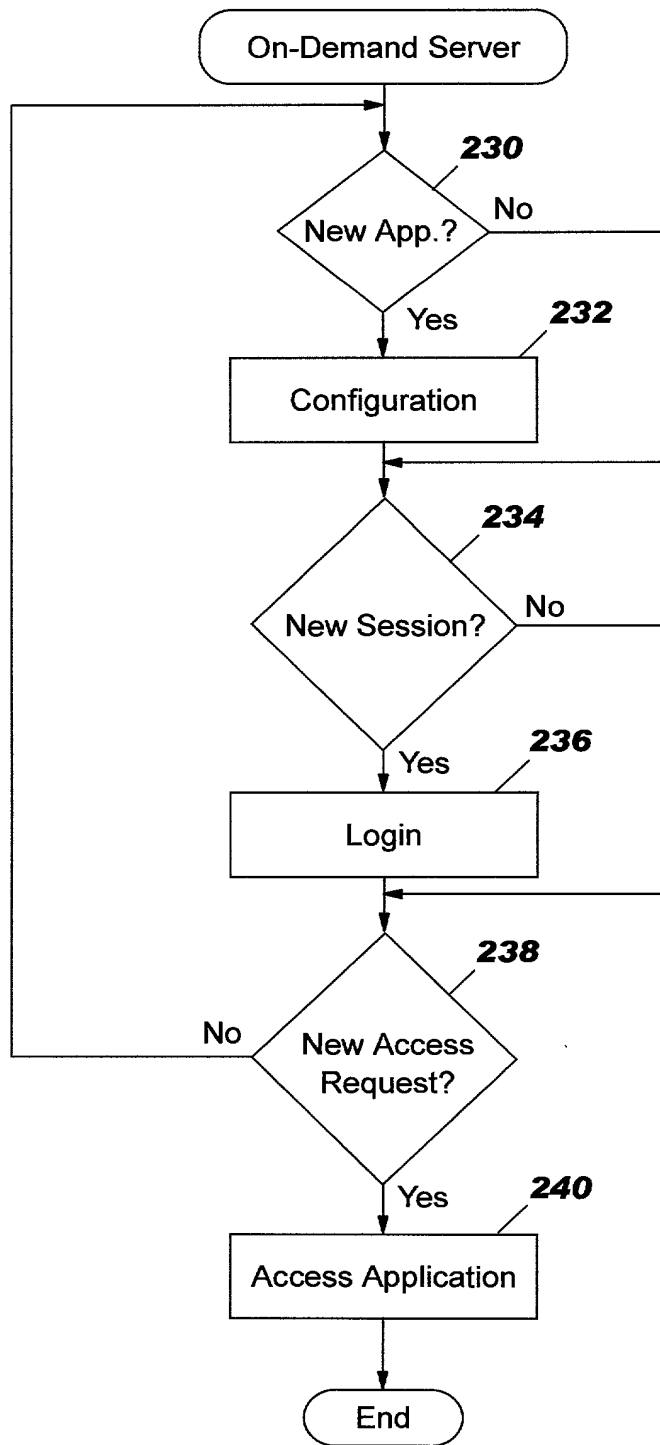 On-Demand Server
230
New App.?
No
Yes
232
Configuration
234
New Session?
No
Yes
236
Login
238
No
New Access
Request?
Yes
240
Access Application
End